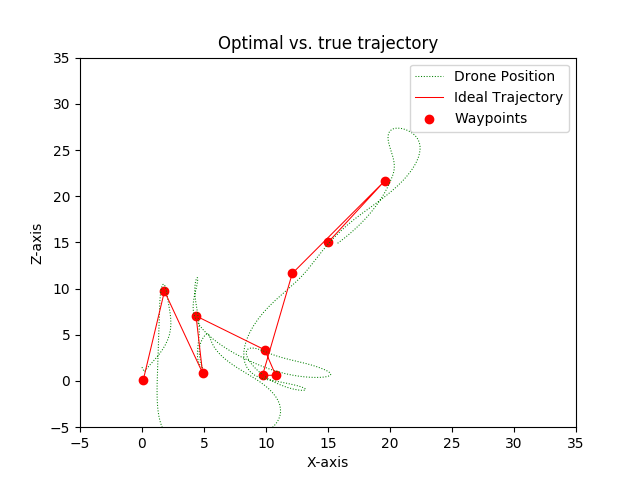 Optimal vs. true trajectory
Drone Position
Ideal Trajectory
Waypoints
35
30
25
20
15
10
5
0
−5
Z-axis
−5 0 5 10 15 20 25 30 35
X-axis